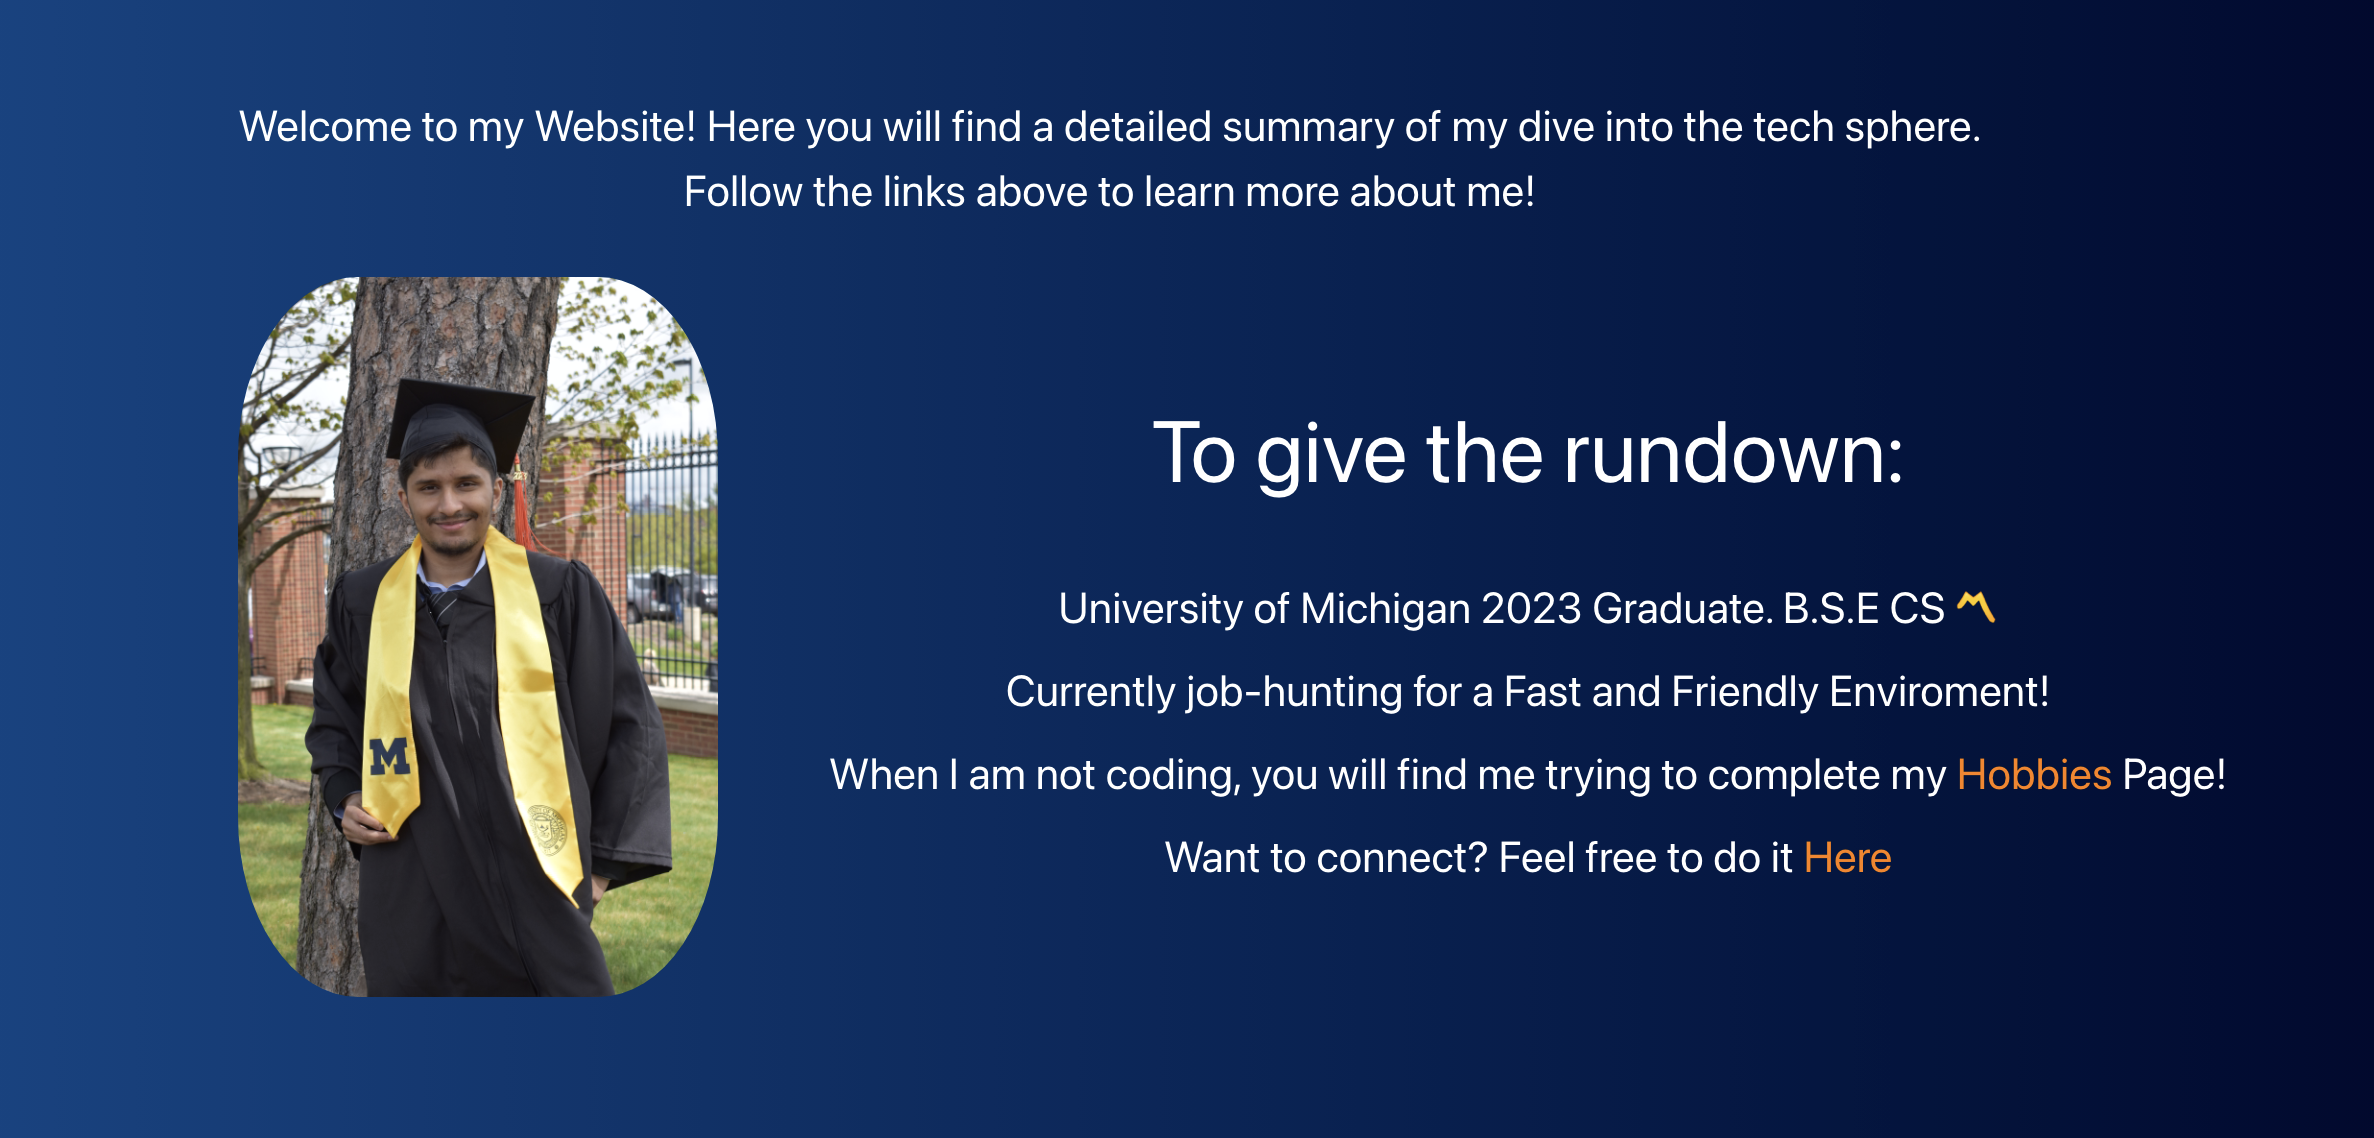 Welcome to my Website! Here you will find a detailed summary of my dive into the tech sphere.
Follow the links above to learn more about me!
To give the rundown:
University of Michigan 2023 Graduate. B.S.E CS 〽️
Currently job-hunting for a Fast and Friendly Enviroment!
When I am not coding, you will find me trying to complete my Hobbies Page!
Want to connect? Feel free to do it Here
M